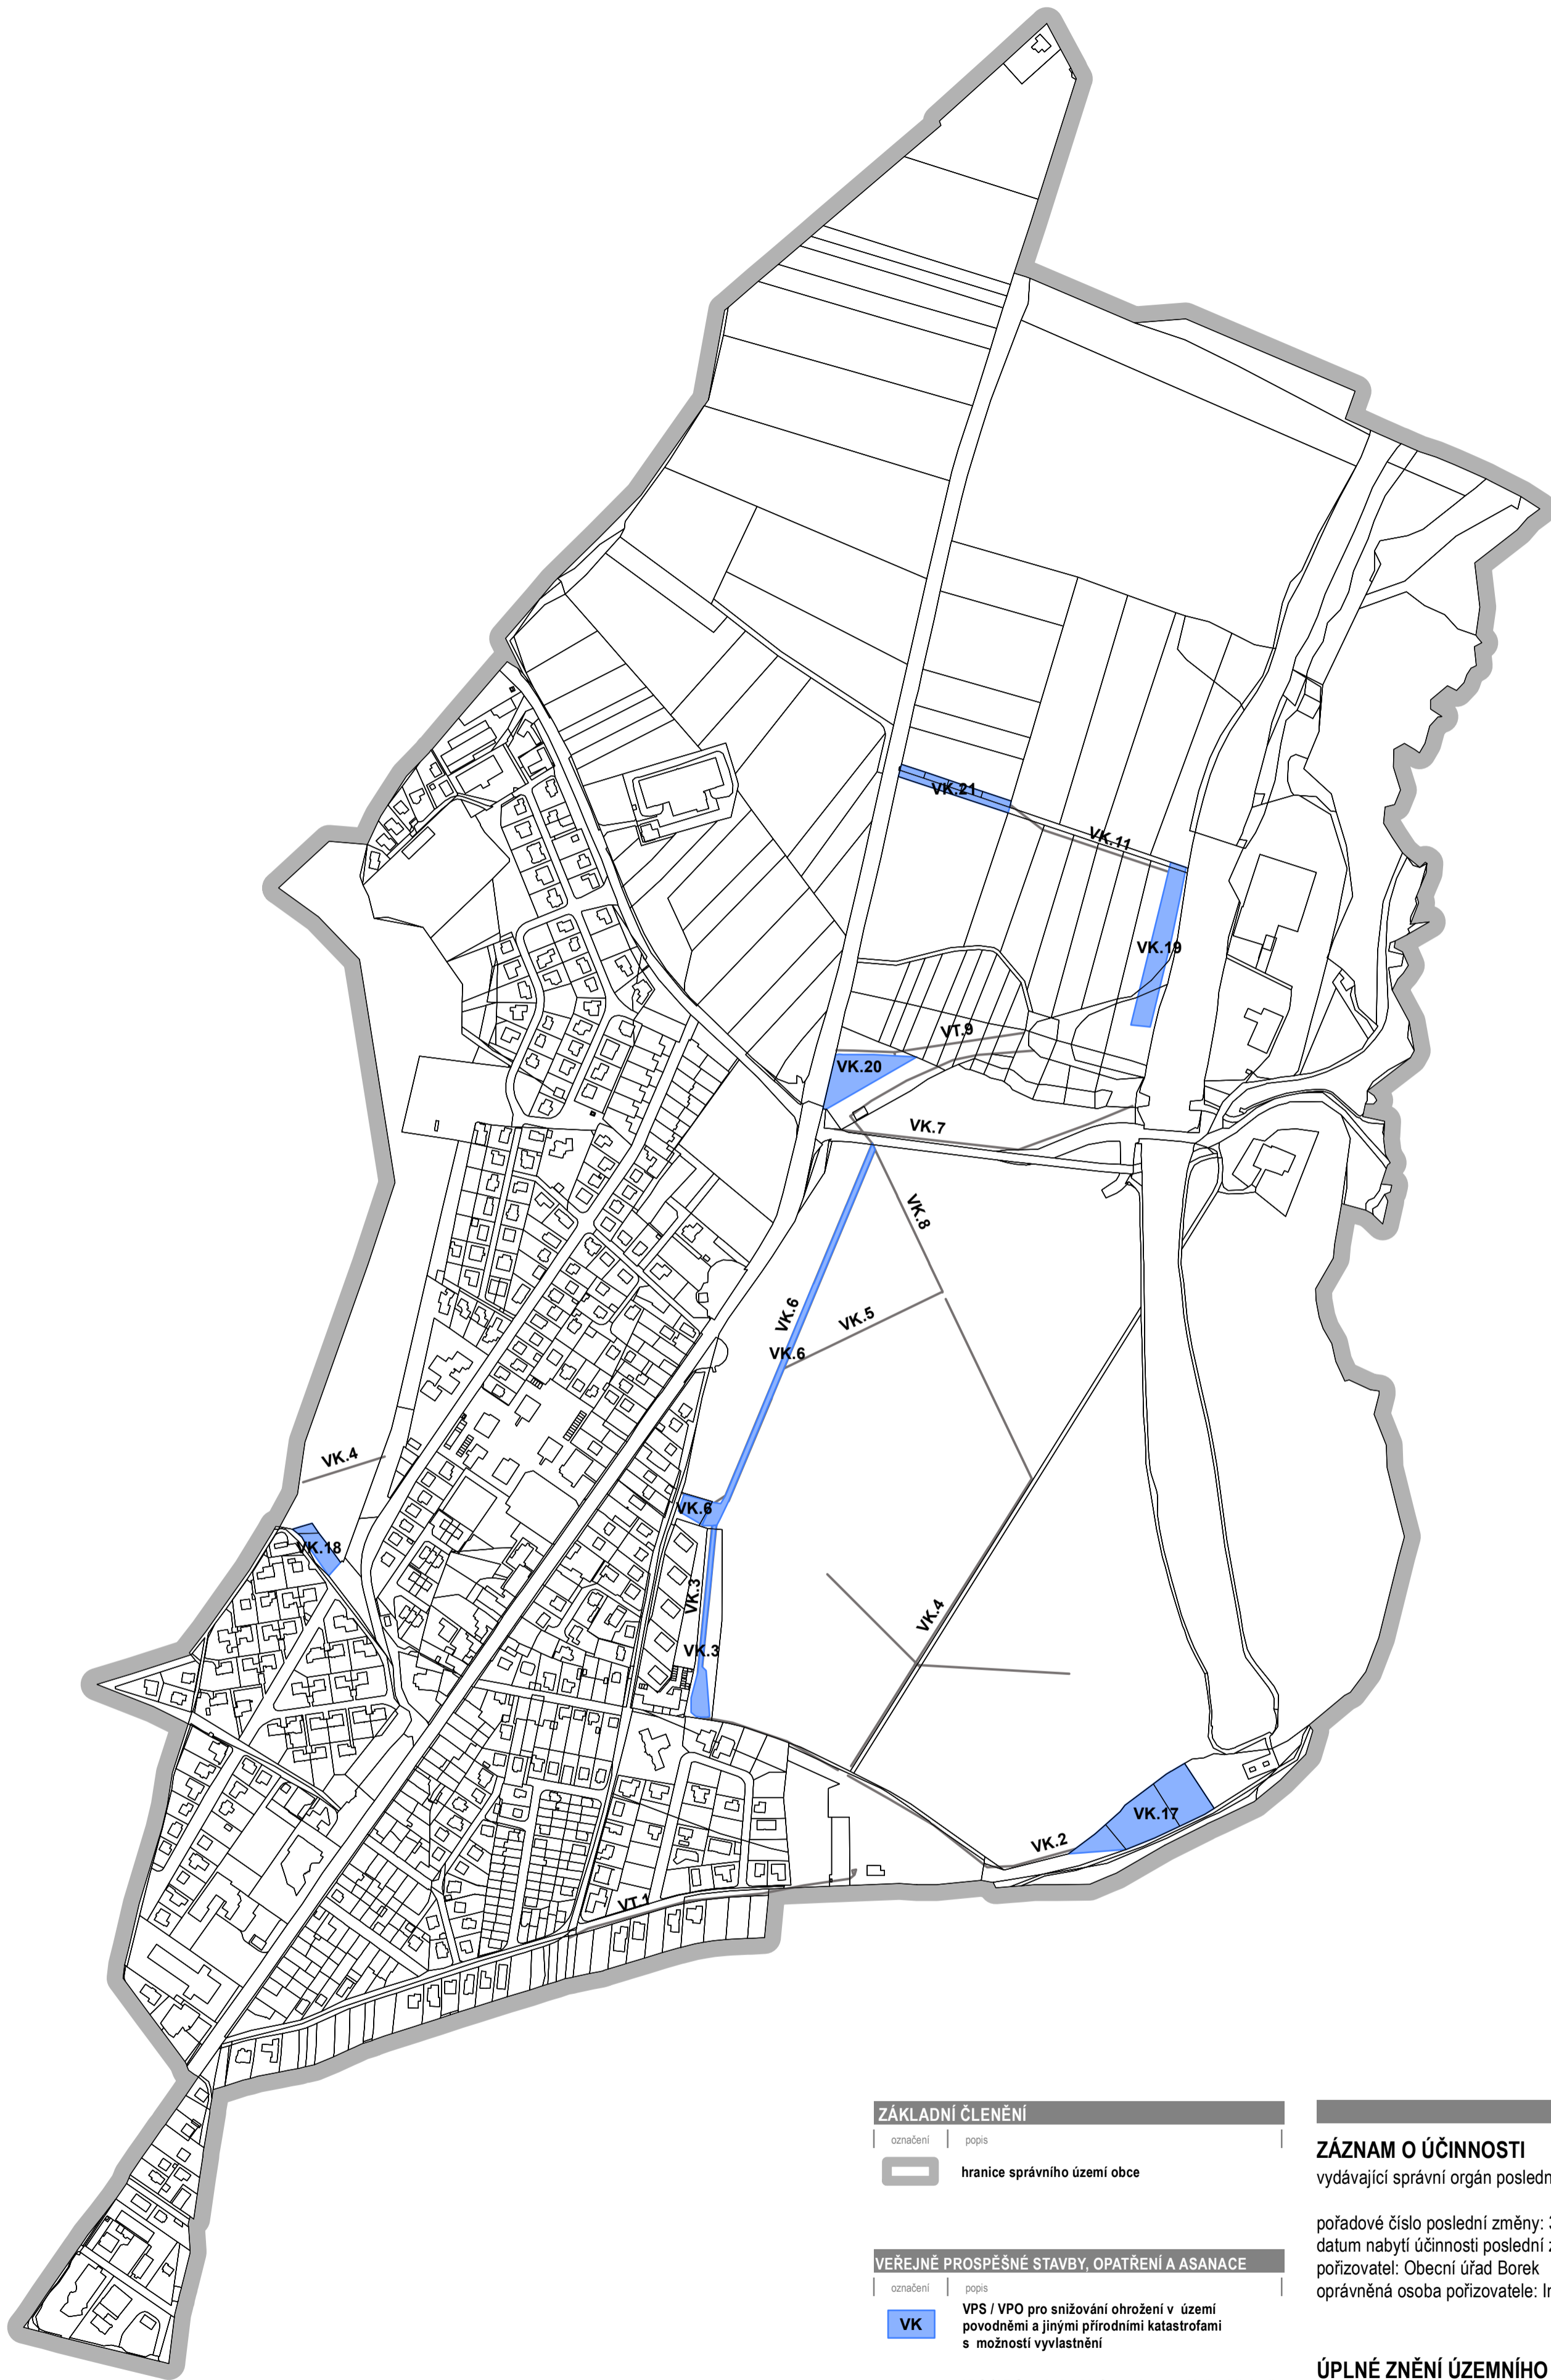 VK.21
VK.11
VK.19
VT.9
VK.20
VK.7
VK.8
VK.6
VK.5
VK.6
VK.4
VK.6
VK.18
VK.3
VK.4
VK.3
VK.17
VK.2
VT.1
ZÁKLADNÍ ČLENĚNÍ
označení popis
hranice správního území obce
VEŘEJNĚ PROSPĚŠNÉ STAVBY, OPATŘENÍ A ASANACE
označení popis
VK
VPS / VPO pro snižování ohrožení v území
povodněmi a jinými přírodními katastrofami
s možností vyvlastnění
ZÁZNAM O ÚČINNOSTI
vydávající správní orgán posledn
pořadové číslo poslední změny:
datum nabytí účinnosti poslední
pořizovatel: Obecní úřad Borek
oprávněná osoba pořizovatele: I
ÚPLNÉ ZNĚNÍ ÚZEMNÍHO